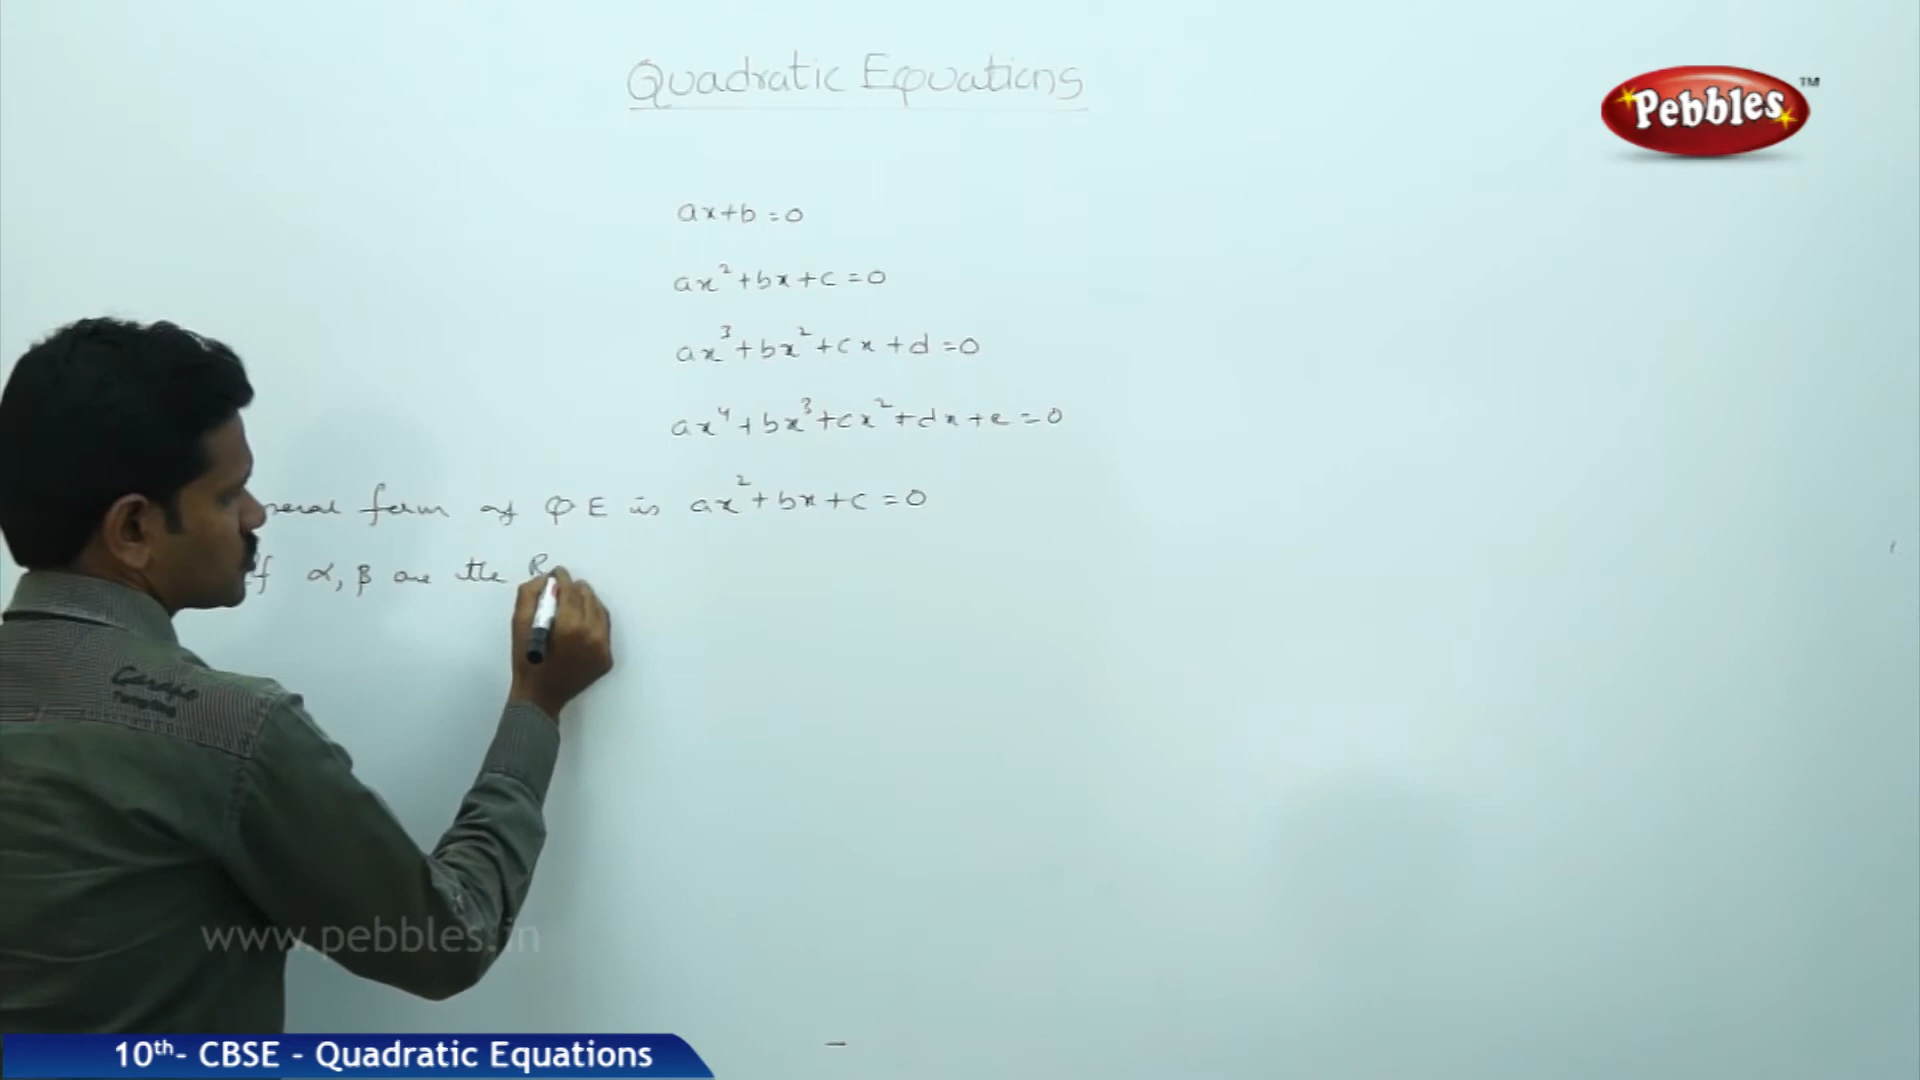 Quadratic Equations
Pebbles™
ax+b=0
ax²+bx+c=0
ax³+bx²+cx+d=0
ax⁴+bx³+cx²+dx+e=0
form of QE is ax²+bx+c=0
α, β are the
www.pebbles.in
10th- CBSE - Quadratic Equations